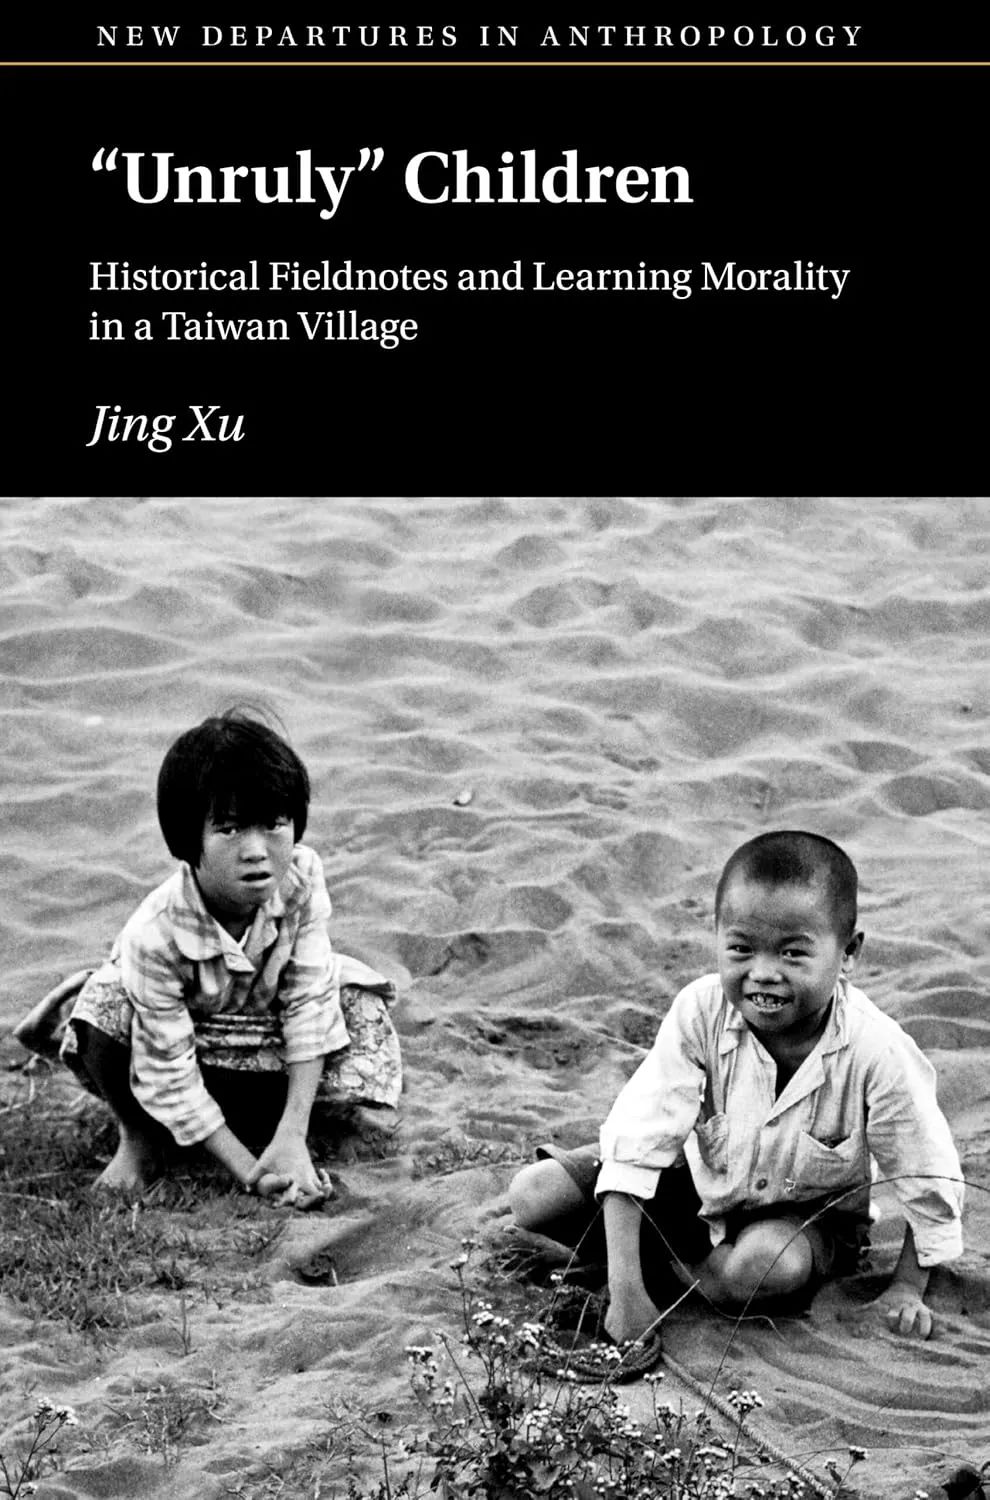 NEW DEPARTURES IN ANTHROPOLOGY
“Unruly” Children
Historical Fieldnotes and Learning Morality
in a Taiwan Village
Jing Xu